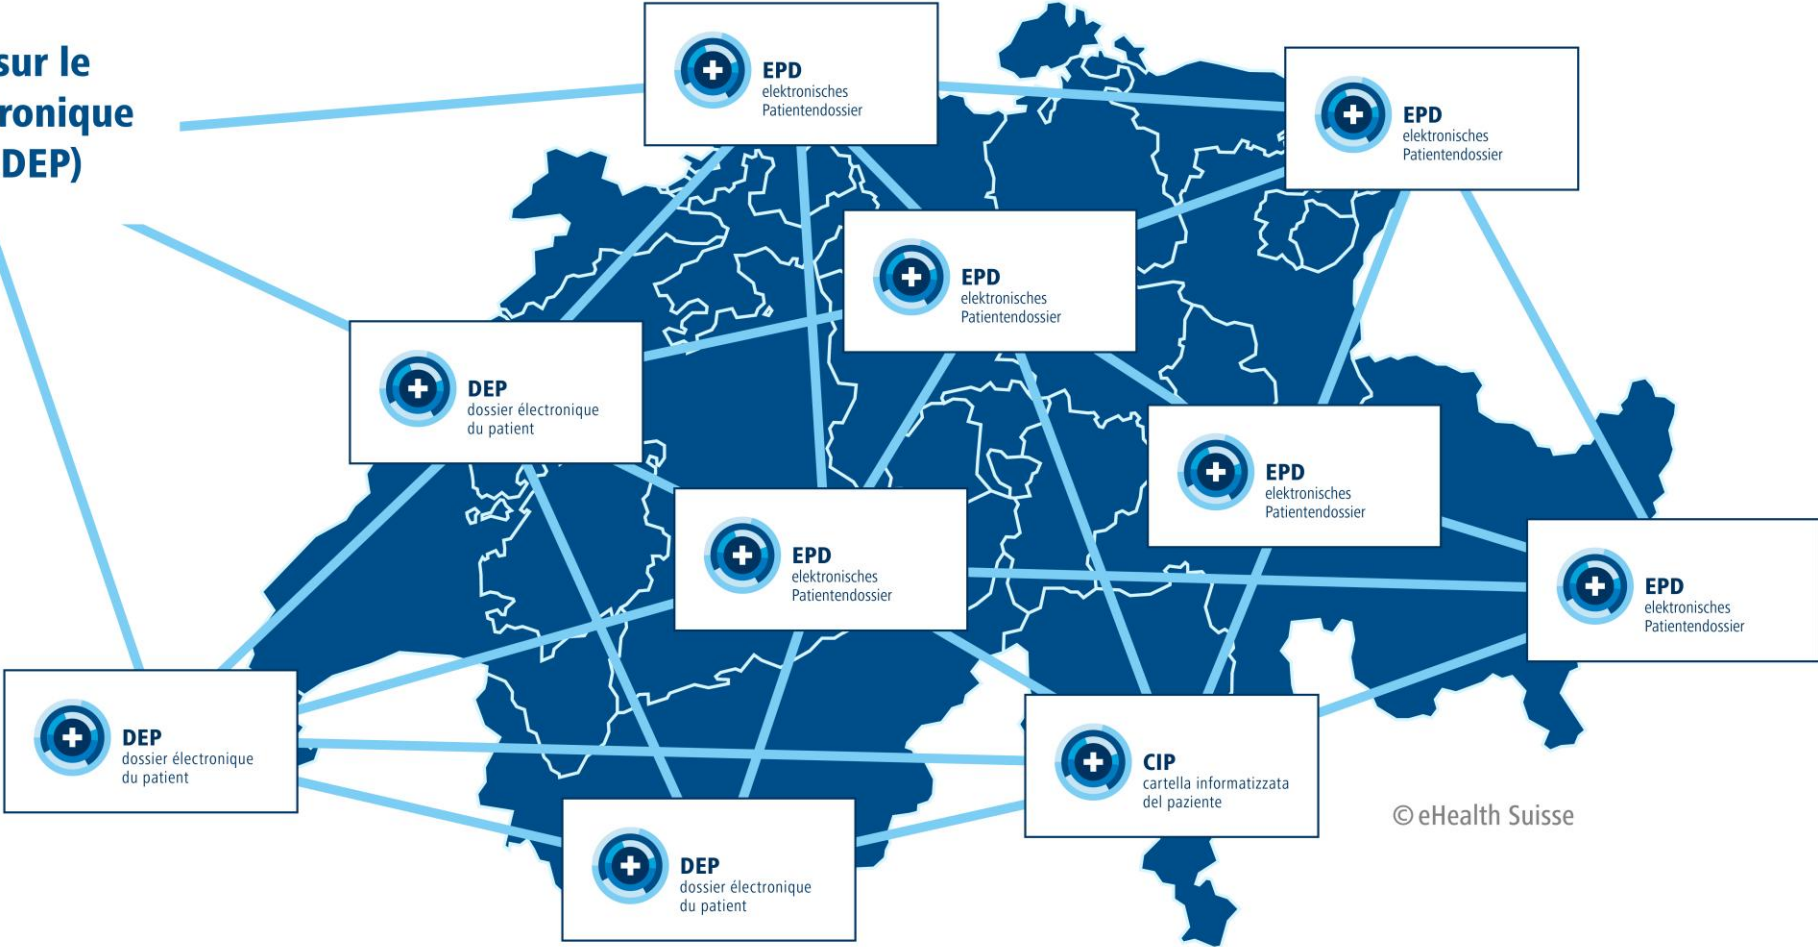 sur le
ronique
DEP)
EPD
elektronisches
Patientendossier
EPD
elektronisches
Patientendossier
EPD
elektronisches
Patientendossier
DEP
dossier électronique
du patient
EPD
elektronisches
Patientendossier
EPD
elektronisches
Patientendossier
EPD
elektronisches
Patientendossier
DEP
dossier électronique
du patient
CIP
cartella informatizzata
del paziente
DEP
dossier électronique
du patient
© eHealth Suisse